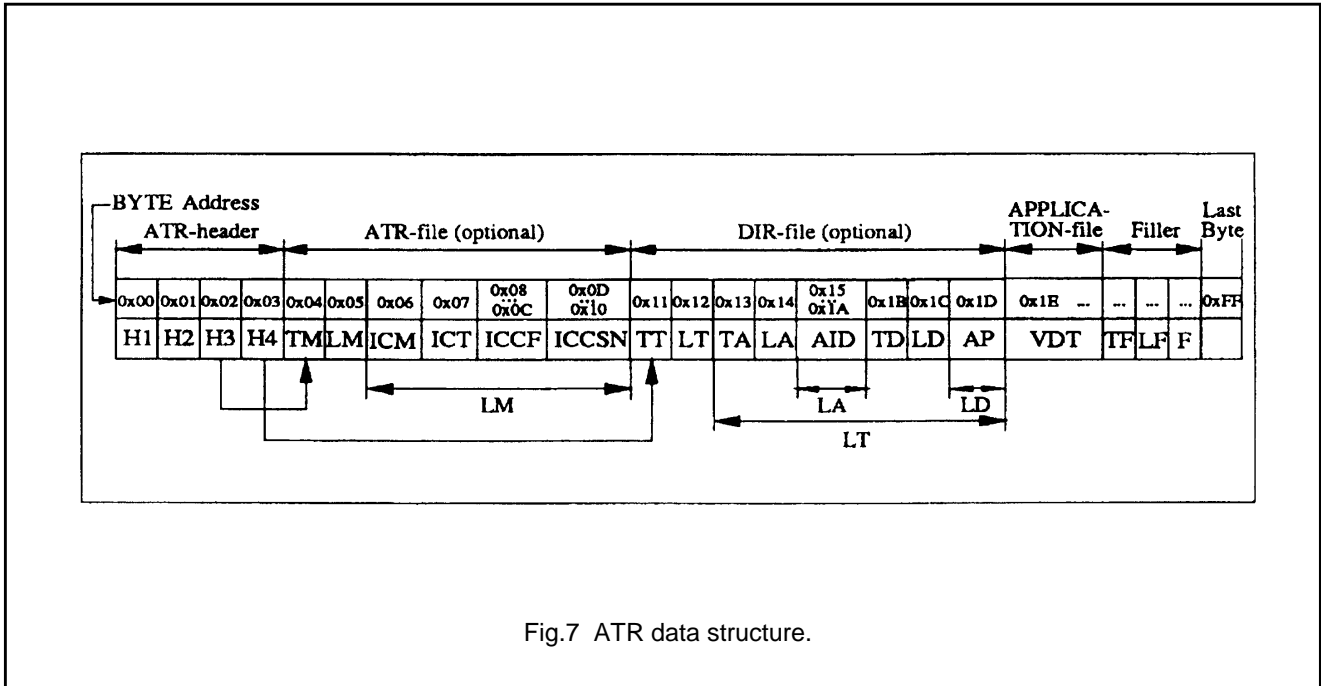 BYTE Address
ATR-header ATR-file (optional) DIR-file (optional) APPLICA-
TION-file Filler Last
Byte
0x00 0x01 0x02 0x03 0x04 0x05 0x06 0x07 0x08
...
0x0C 0x0D
...
0x10 0x11 0x12 0x13 0x14 0x15
...
0x1A 0x1B 0x1C 0x1D 0x1E ... ... ... ... 0xFF
H1 H2 H3 H4 TM LM ICM ICT ICCF ICCSN TT LT TA LA AID TD LD AP VDT TF LF F
LM LA LD
LT
Fig.7 ATR data structure.